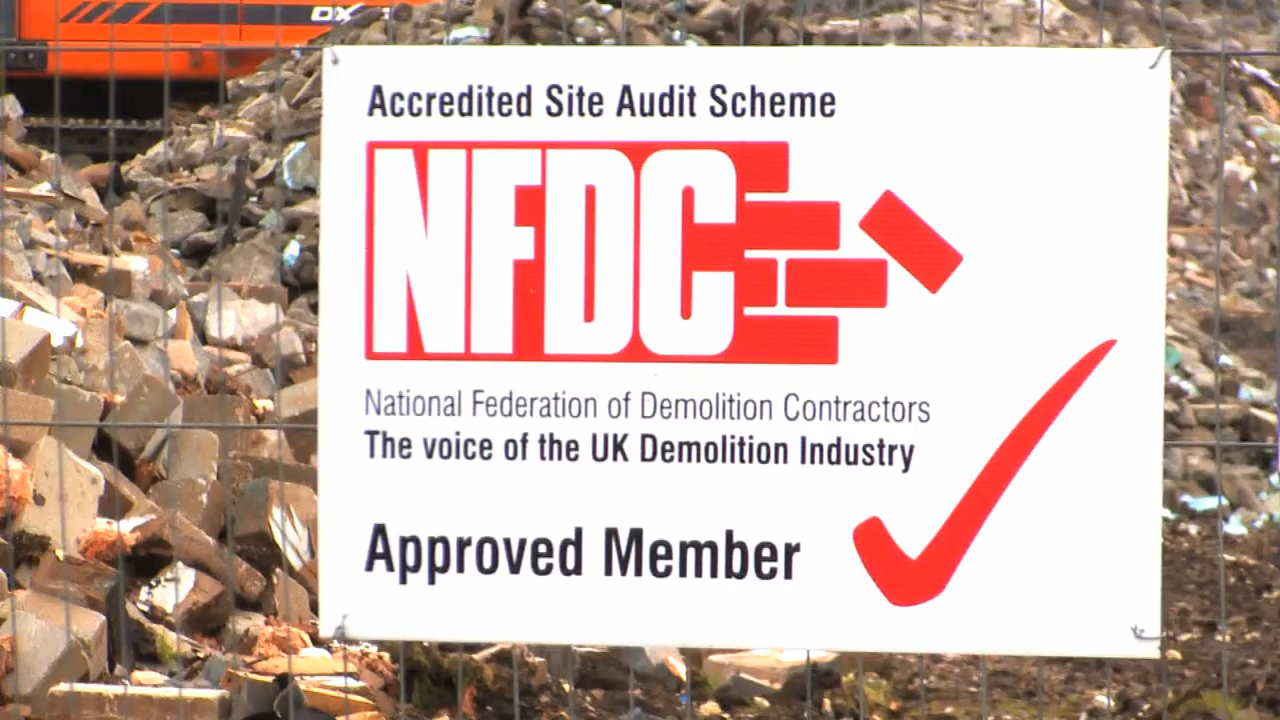 DX
Accredited Site Audit Scheme
NFDC
National Federation of Demolition Contractors
The voice of the UK Demolition Industry
Approved Member